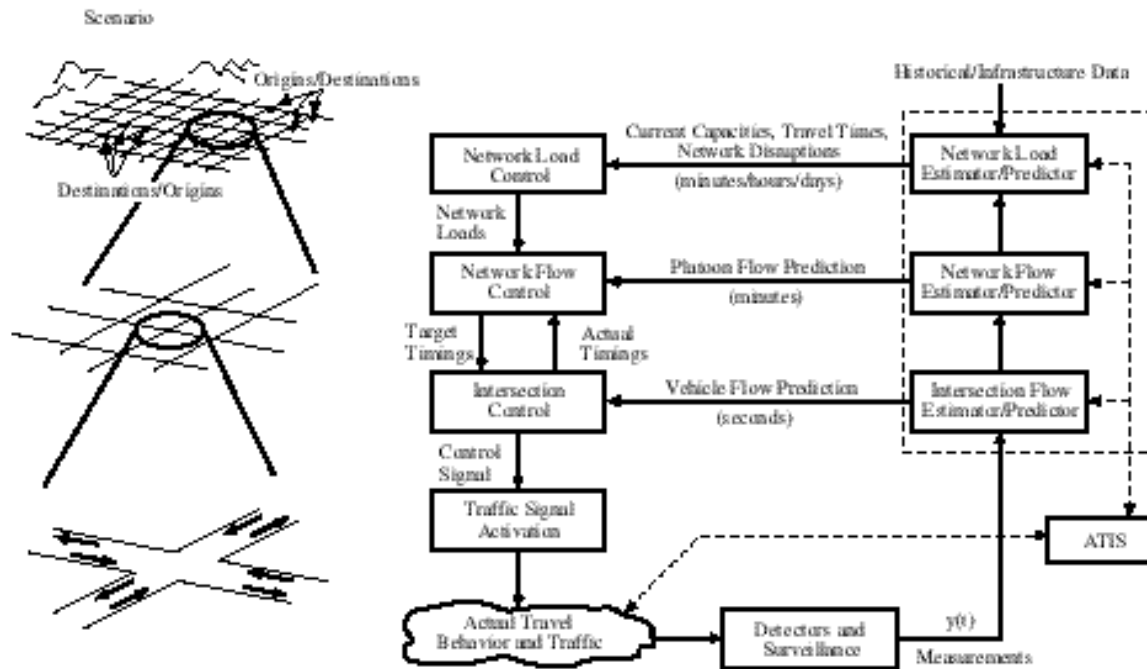 Scenario
Origins/Destinations
Destinations/Origins
Historical/Infrastructure Data
Network Load
Control
Current Capacities, Travel Times,
Network Disruptions
(minutes/hours/days)
Network Load
Estimator/Predictor
Network
Loads
Network Flow
Control
Platoon Flow Prediction
(minutes)
Network Flow
Estimator/Predictor
Target
Timings
Actual
Timings
Intersection
Control
Vehicle Flow Prediction
(seconds)
Intersection Flow
Estimator/Predictor
Control
Signal
Traffic Signal
Activation
ATIS
Actual Travel
Behavior and Traffic
Detectors and
Surveillance
y(t)
Measurements